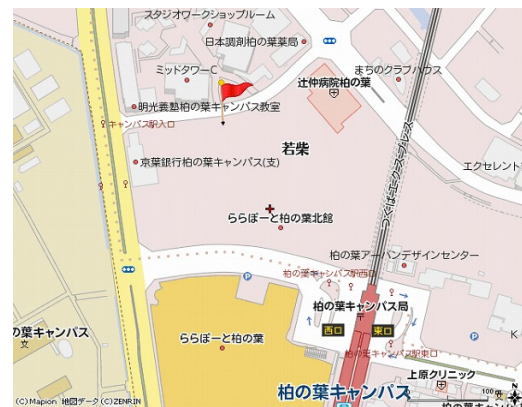 スタジオワークショップルーム
日本調剤柏の葉薬局
ミッドタワーC
辻仲病院柏の葉
まちのクラブハウス
明光義塾柏の葉キャンパス教室
キャンパス駅入口
若柴
京葉銀行柏の葉キャンパス(支)
エクセレント
つくばエクスプレス
ららぽーと柏の葉北館
柏の葉アーバンデザインセンター
柏の葉キャンパス駅西口
P
柏の葉キャンパス局
西口
東口
の葉キャンパス
文
ららぽーと柏の葉
柏の葉キャンパス駅東口
P
K
上原クリニック
柏の葉キャンパス
100m
(C)Mapion 地図データ(C)ZENRIN